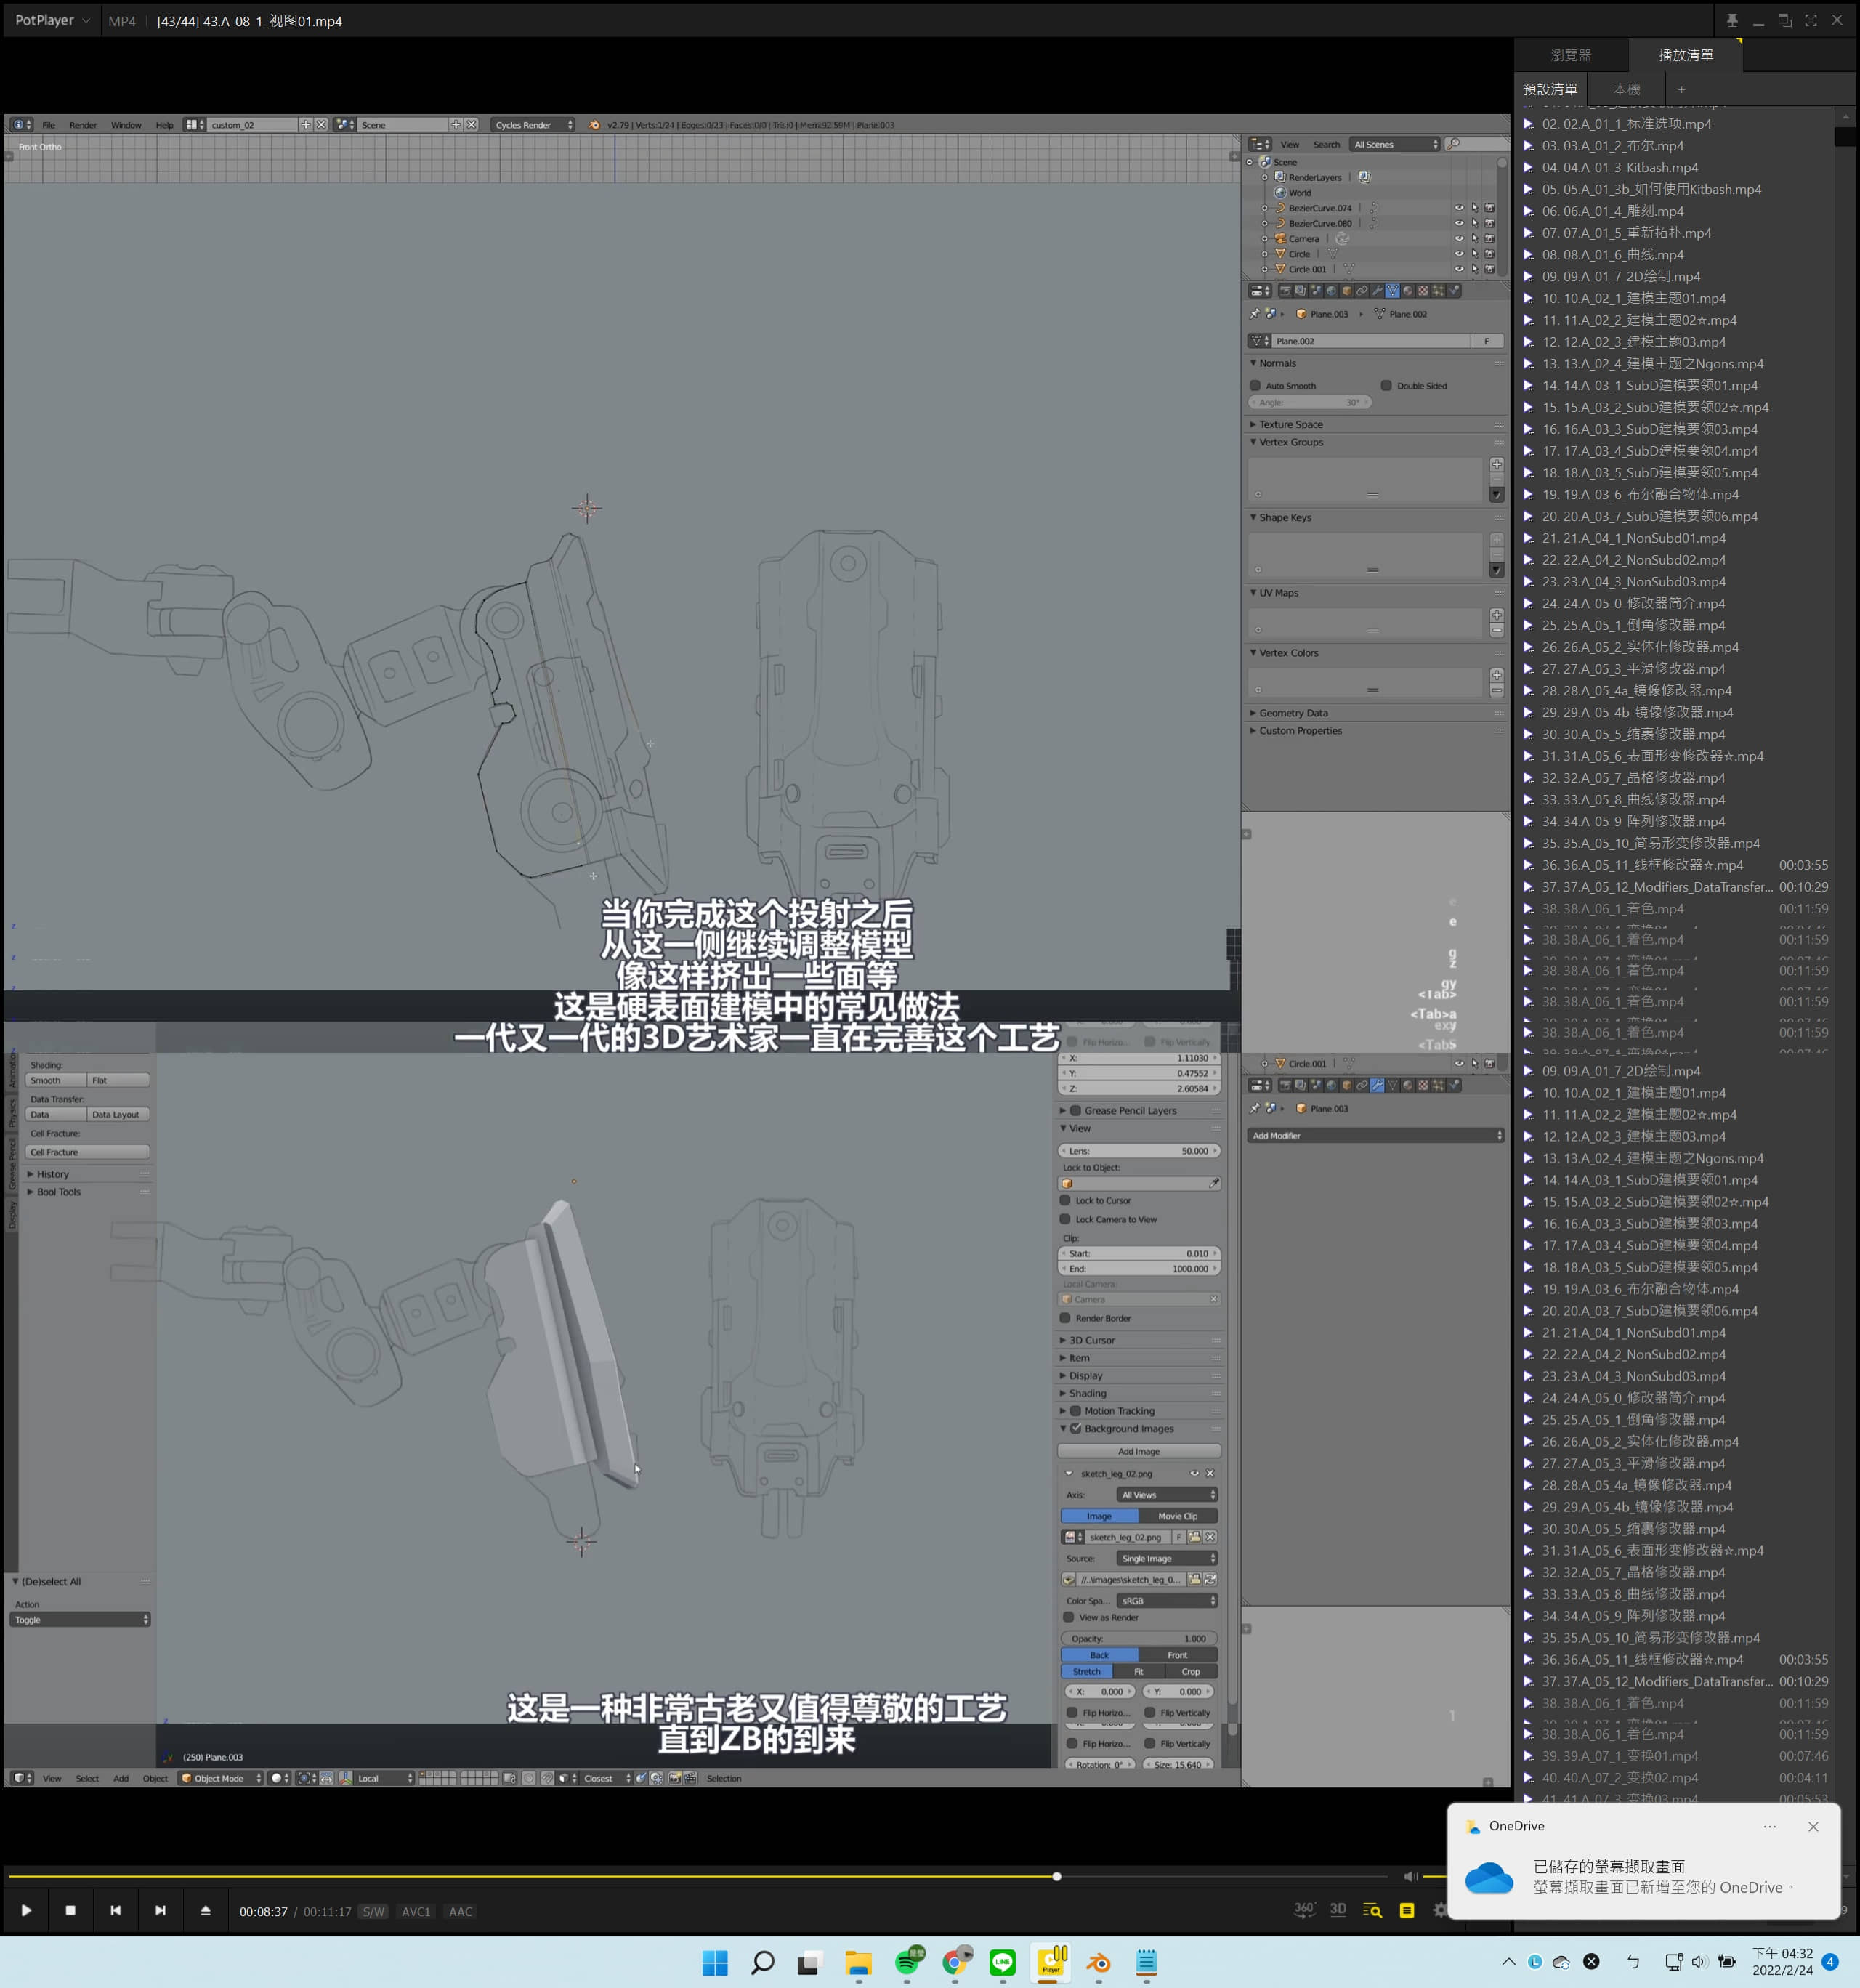 PotPlayer MP4 [43/44] 43.A_08_1_视图01.mp4
瀏覽器 播放清單
預設清單 本機 +
File Render Window Help custom_02 Scene Cycles Render v2.79 | Verts:1/24 | Edges:0/23 | Faces:0/0 | Tris:0 | Mem:92.59M | Plane.003
Front Ortho
View Search All Scenes
Scene
RenderLayers
World
BezierCurve.074
BezierCurve.080
Camera
Circle
Circle.001
Plane.003 Plane.002
Plane.002 F
Normals
Auto Smooth Double Sided
Angle: 30°
Texture Space
Vertex Groups
Shape Keys
UV Maps
Vertex Colors
Geometry Data
Custom Properties
02. 02.A_01_1_标准选项.mp4
03. 03.A_01_2_布尔.mp4
04. 04.A_01_3_Kitbash.mp4
05. 05.A_01_3b_如何使用Kitbash.mp4
06. 06.A_01_4_雕刻.mp4
07. 07.A_01_5_重新拓扑.mp4
08. 08.A_01_6_曲线.mp4
09. 09.A_01_7_2D绘制.mp4
10. 10.A_02_1_建模主题01.mp4
11. 11.A_02_2_建模主题02☆.mp4
12. 12.A_02_3_建模主题03.mp4
13. 13.A_02_4_建模主题之Ngons.mp4
14. 14.A_03_1_SubD建模要领01.mp4
15. 15.A_03_2_SubD建模要领02☆.mp4
16. 16.A_03_3_SubD建模要领03.mp4
17. 17.A_03_4_SubD建模要领04.mp4
18. 18.A_03_5_SubD建模要领05.mp4
19. 19.A_03_6_布尔融合物体.mp4
20. 20.A_03_7_SubD建模要领06.mp4
21. 21.A_04_1_NonSubd01.mp4
22. 22.A_04_2_NonSubd02.mp4
23. 23.A_04_3_NonSubd03.mp4
24. 24.A_05_0_修改器简介.mp4
25. 25.A_05_1_倒角修改器.mp4
26. 26.A_05_2_实体化修改器.mp4
27. 27.A_05_3_平滑修改器.mp4
28. 28.A_05_4a_镜像修改器.mp4
29. 29.A_05_4b_镜像修改器.mp4
30. 30.A_05_5_缩裹修改器.mp4
31. 31.A_05_6_表面形变修改器☆.mp4
32. 32.A_05_7_晶格修改器.mp4
33. 33.A_05_8_曲线修改器.mp4
34. 34.A_05_9_阵列修改器.mp4
35. 35.A_05_10_简易形变修改器.mp4
36. 36.A_05_11_线框修改器☆.mp4 00:03:55
37. 37.A_05_12_Modifiers_DataTransfer... 00:10:29
38. 38.A_06_1_着色.mp4 00:11:59
38. 38.A_06_1_着色.mp4 00:11:59
38. 38.A_06_1_着色.mp4 00:11:59
38. 38.A_06_1_着色.mp4 00:11:59
38. 38.A_06_1_着色.mp4 00:11:59
当你完成这个投射之后
从这一侧继续调整模型
像这样挤出一些面等
这是硬表面建模中的常见做法
一代又一代的3D艺术家一直在完善这个工艺
e
e
g
z
gy
<Tab>
<Tab>a
exy
<Tab>
Flip Horizo... Flip Vertically
X: 1.11030
Y: 0.47552
Z: 2.60584
Grease Pencil Layers
View
Lens: 50.000
Lock to Object:
Lock to Cursor
Lock Camera to View
Clip:
Start: 0.010
End: 1000.000
Local Camera:
Camera
Render Border
3D Cursor
Item
Display
Shading
Motion Tracking
Background Images
Add Image
sketch_leg_02.png
Axis: All Views
Image Movie Clip
sketch_leg_02.png F
Source: Single Image
//..\images\sketch_leg_0...
Color Spa... sRGB
View as Render
Opacity: 1.000
Back Front
Stretch Fit Crop
X: 0.000 Y: 0.000
Flip Horizo... Flip Vertically
Flip Horizo... Flip Vertically
Rotation: 0° Size: 15.640
Shading:
Smooth Flat
Data Transfer:
Data Data Layout
Cell Fracture:
Cell Fracture
History
Bool Tools
Physics
Grease Pencil
Display
(De)select All
Action
Toggle
Circle.001
Plane.003
Add Modifier
09. 09.A_01_7_2D绘制.mp4
10. 10.A_02_1_建模主题01.mp4
11. 11.A_02_2_建模主题02☆.mp4
12. 12.A_02_3_建模主题03.mp4
13. 13.A_02_4_建模主题之Ngons.mp4
14. 14.A_03_1_SubD建模要领01.mp4
15. 15.A_03_2_SubD建模要领02☆.mp4
16. 16.A_03_3_SubD建模要领03.mp4
17. 17.A_03_4_SubD建模要领04.mp4
18. 18.A_03_5_SubD建模要领05.mp4
19. 19.A_03_6_布尔融合物体.mp4
20. 20.A_03_7_SubD建模要领06.mp4
21. 21.A_04_1_NonSubd01.mp4
22. 22.A_04_2_NonSubd02.mp4
23. 23.A_04_3_NonSubd03.mp4
24. 24.A_05_0_修改器简介.mp4
25. 25.A_05_1_倒角修改器.mp4
26. 26.A_05_2_实体化修改器.mp4
27. 27.A_05_3_平滑修改器.mp4
28. 28.A_05_4a_镜像修改器.mp4
29. 29.A_05_4b_镜像修改器.mp4
30. 30.A_05_5_缩裹修改器.mp4
31. 31.A_05_6_表面形变修改器☆.mp4
32. 32.A_05_7_晶格修改器.mp4
33. 33.A_05_8_曲线修改器.mp4
34. 34.A_05_9_阵列修改器.mp4
35. 35.A_05_10_简易形变修改器.mp4
36. 36.A_05_11_线框修改器☆.mp4 00:03:55
37. 37.A_05_12_Modifiers_DataTransfer... 00:10:29
38. 38.A_06_1_着色.mp4 00:11:59
38. 38.A_06_1_着色.mp4 00:11:59
39. 39.A_07_1_变换01.mp4 00:07:46
40. 40.A_07_2_变换02.mp4 00:04:11
41. 41.A_07_3_变换03.mp4 00:05:53
这是一种非常古老又值得尊敬的工艺
直到ZB的到来
(250) Plane.003
View Select Add Object Object Mode Local Closest Selection
OneDrive
已儲存的螢幕擷取畫面
螢幕擷取畫面已新增至您的 OneDrive。
00:08:37 / 00:11:17 S/W AVC1 AAC
360° 3D
下午 04:32
2022/2/24 4